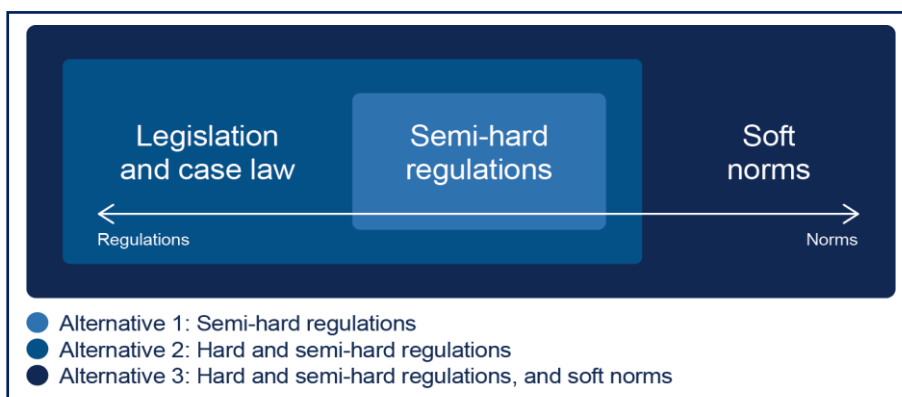 Legislation
and case law
Semi-hard
regulations
Soft
norms
Regulations
Norms
Alternative 1: Semi-hard regulations
Alternative 2: Hard and semi-hard regulations
Alternative 3: Hard and semi-hard regulations, and soft norms